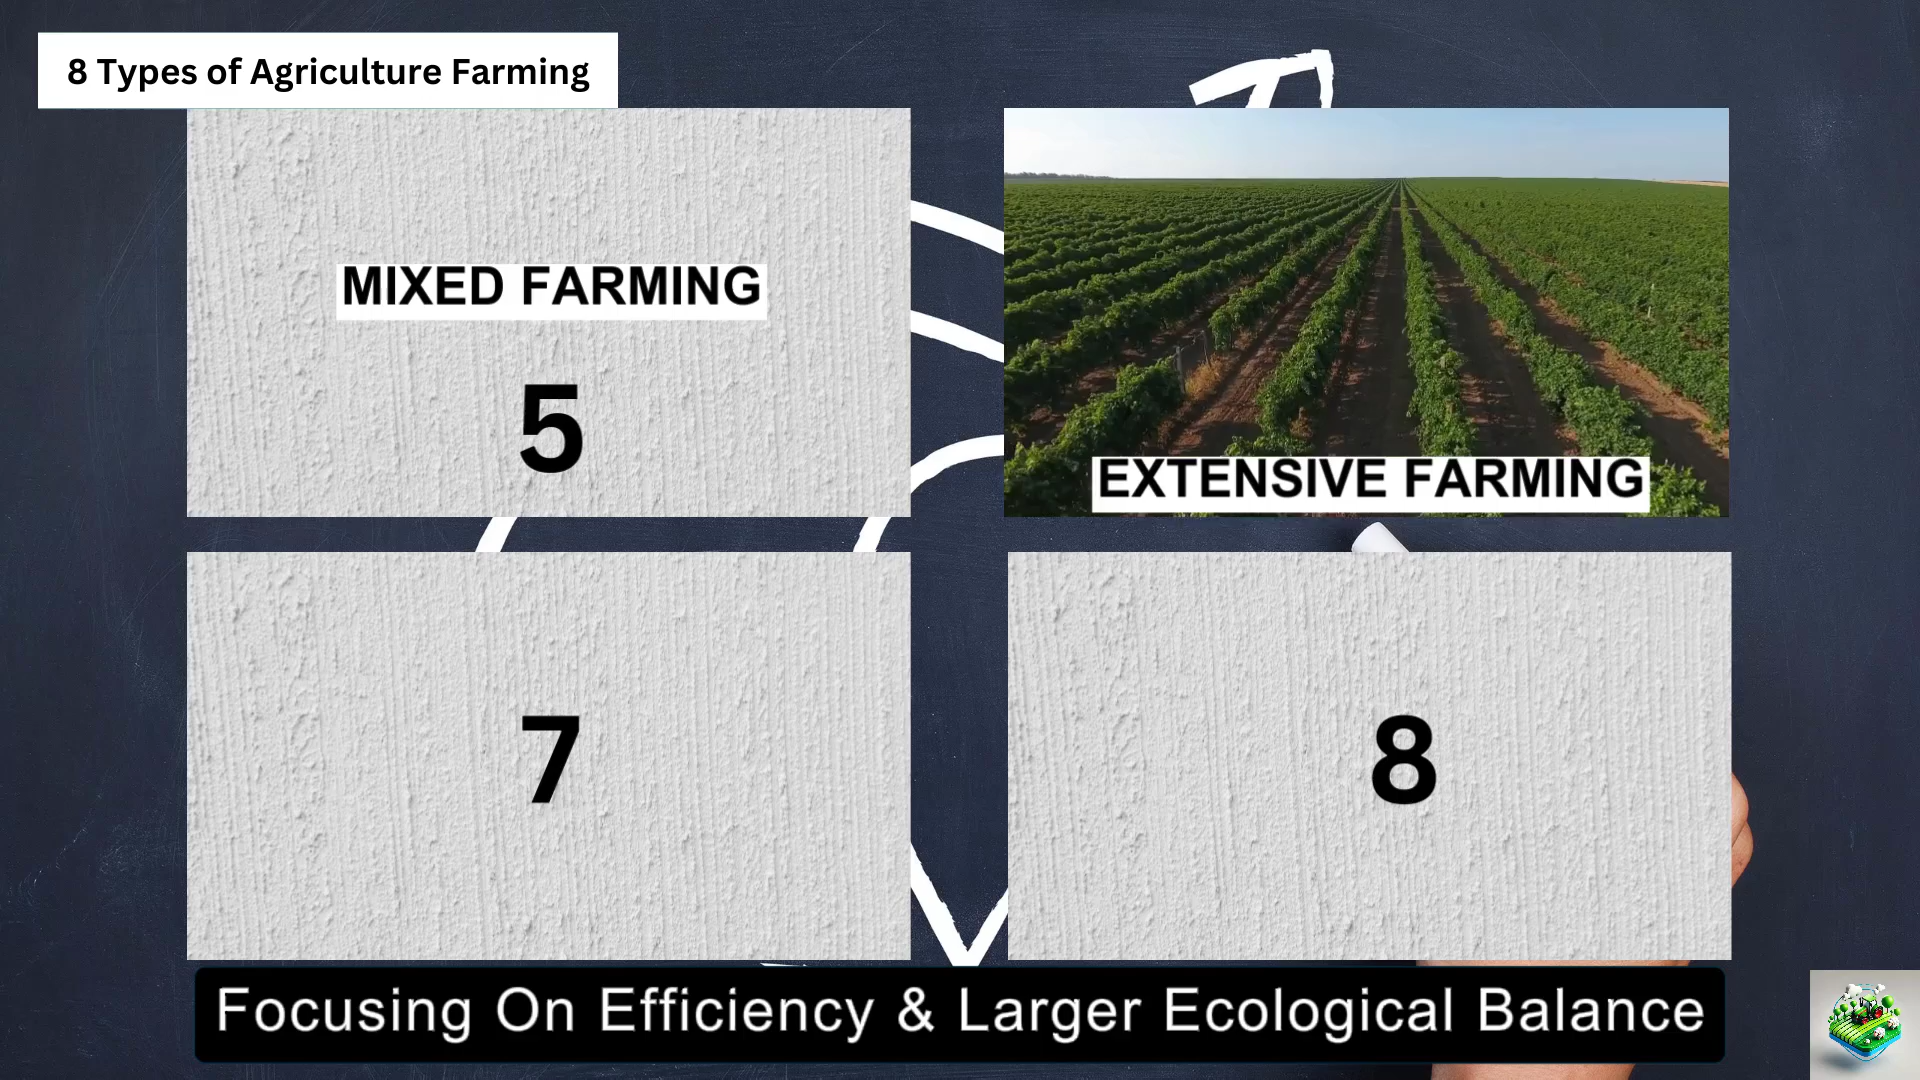 8 Types of Agriculture Farming
MIXED FARMING
5
EXTENSIVE FARMING
7
8
Focusing On Efficiency & Larger Ecological Balance